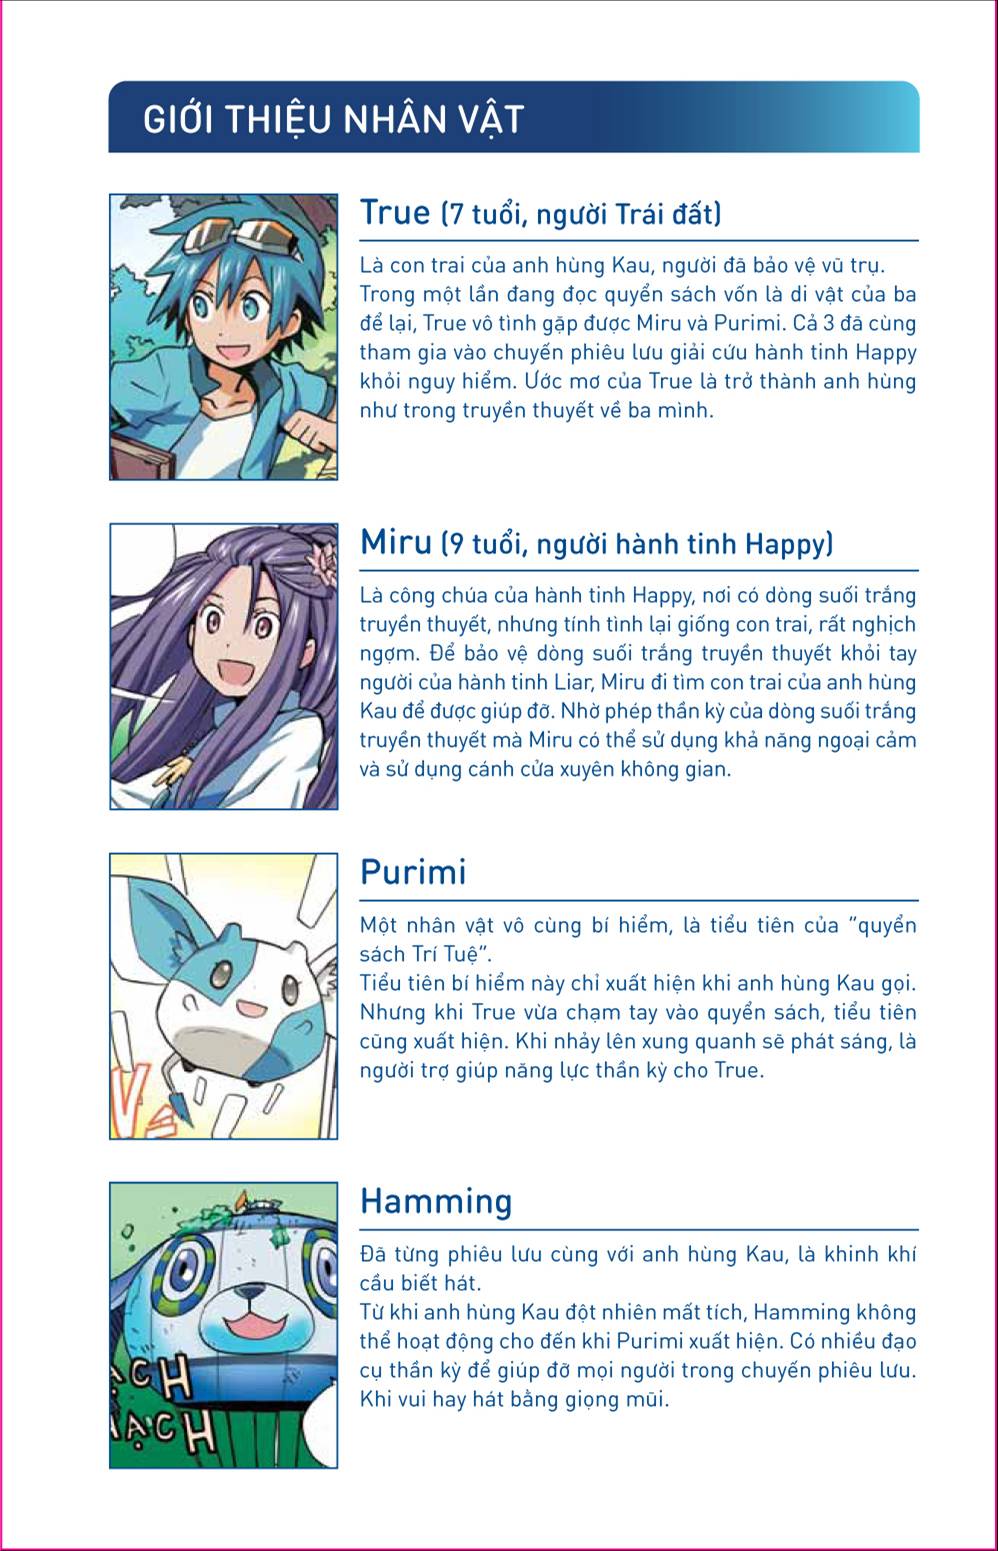 GIỚI THIỆU NHÂN VẬT
True (7 tuổi, người Trái đất)
Là con trai của anh hùng Kau, người đã bảo vệ vũ trụ.
Trong một lần đang đọc quyển sách vốn là di vật của ba
để lại, True vô tình gặp được Miru và Purimi. Cả 3 đã cùng
tham gia vào chuyến phiêu lưu giải cứu hành tinh Happy
khỏi nguy hiểm. Ước mơ của True là trở thành anh hùng
như trong truyền thuyết về ba mình.
Miru (9 tuổi, người hành tinh Happy)
Là công chúa của hành tinh Happy, nơi có dòng suối trắng
truyền thuyết, nhưng tính tình lại giống con trai, rất nghịch
ngợm. Để bảo vệ dòng suối trắng truyền thuyết khỏi tay
người của hành tinh Liar, Miru đi tìm con trai của anh hùng
Kau để được giúp đỡ. Nhờ phép thần kỳ của dòng suối trắng
truyền thuyết mà Miru có thể sử dụng khả năng ngoại cảm
và sử dụng cánh cửa xuyên không gian.
Purimi
Một nhân vật vô cùng bí hiểm, là tiểu tiên của “quyển
sách Trí Tuệ”.
Tiểu tiên bí hiểm này chỉ xuất hiện khi anh hùng Kau gọi.
Nhưng khi True vừa chạm tay vào quyển sách, tiểu tiên
cũng xuất hiện. Khi nhảy lên xung quanh sẽ phát sáng, là
người trợ giúp năng lực thần kỳ cho True.
Hamming
Đã từng phiêu lưu cùng với anh hùng Kau, là khinh khí
cầu biết hát.
Từ khi anh hùng Kau đột nhiên mất tích, Hamming không
thể hoạt động cho đến khi Purimi xuất hiện. Có nhiều đạo
cụ thần kỳ để giúp đỡ mọi người trong chuyến phiêu lưu.
Khi vui hay hát bằng giọng mũi.